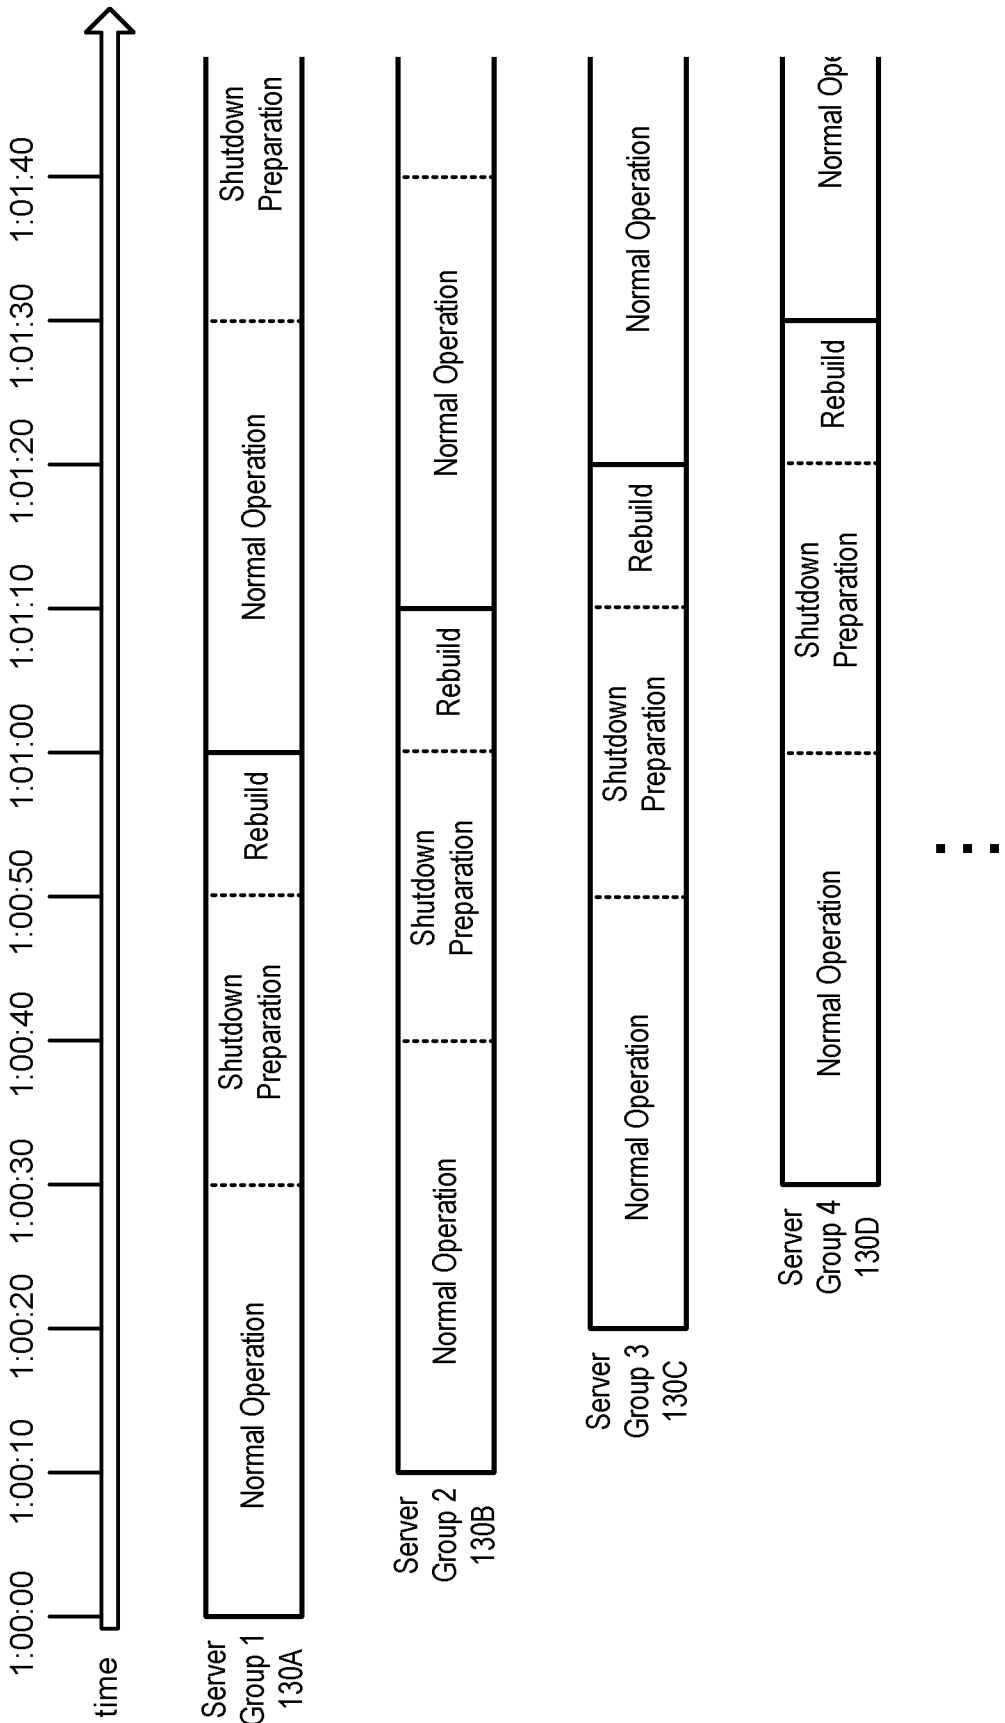 time
1:00:00
1:00:10
1:00:20
1:00:30
1:00:40
1:00:50
1:01:00
1:01:10
1:01:20
1:01:30
1:01:40
Server
Group 1
130A
Normal Operation
Shutdown
Preparation
Rebuild
Normal Operation
Shutdown
Preparation
Server
Group 2
130B
Normal Operation
Shutdown
Preparation
Rebuild
Normal Operation
Server
Group 3
130C
Normal Operation
Shutdown
Preparation
Rebuild
Normal Operation
Server
Group 4
130D
Normal Operation
Shutdown
Preparation
Rebuild
Normal Ope